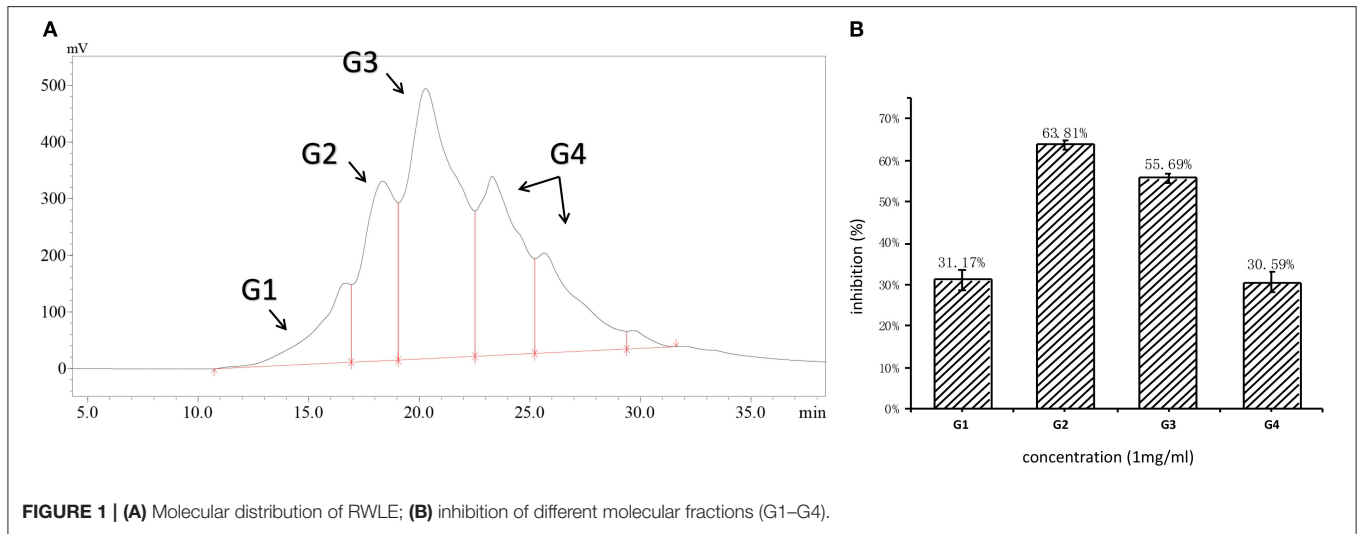 A
mV
500
400
300
200
100
0
G1
G2
G3
G4
5.0 10.0 15.0 20.0 25.0 30.0 35.0 min
B
inhibition (%)
70%
60%
50%
40%
30%
20%
10%
0%
31.17%
63.81%
55.69%
30.59%
G1 G2 G3 G4
concentration (1mg/ml)
FIGURE 1 | (A) Molecular distribution of RWLE; (B) inhibition of different molecular fractions (G1–G4).